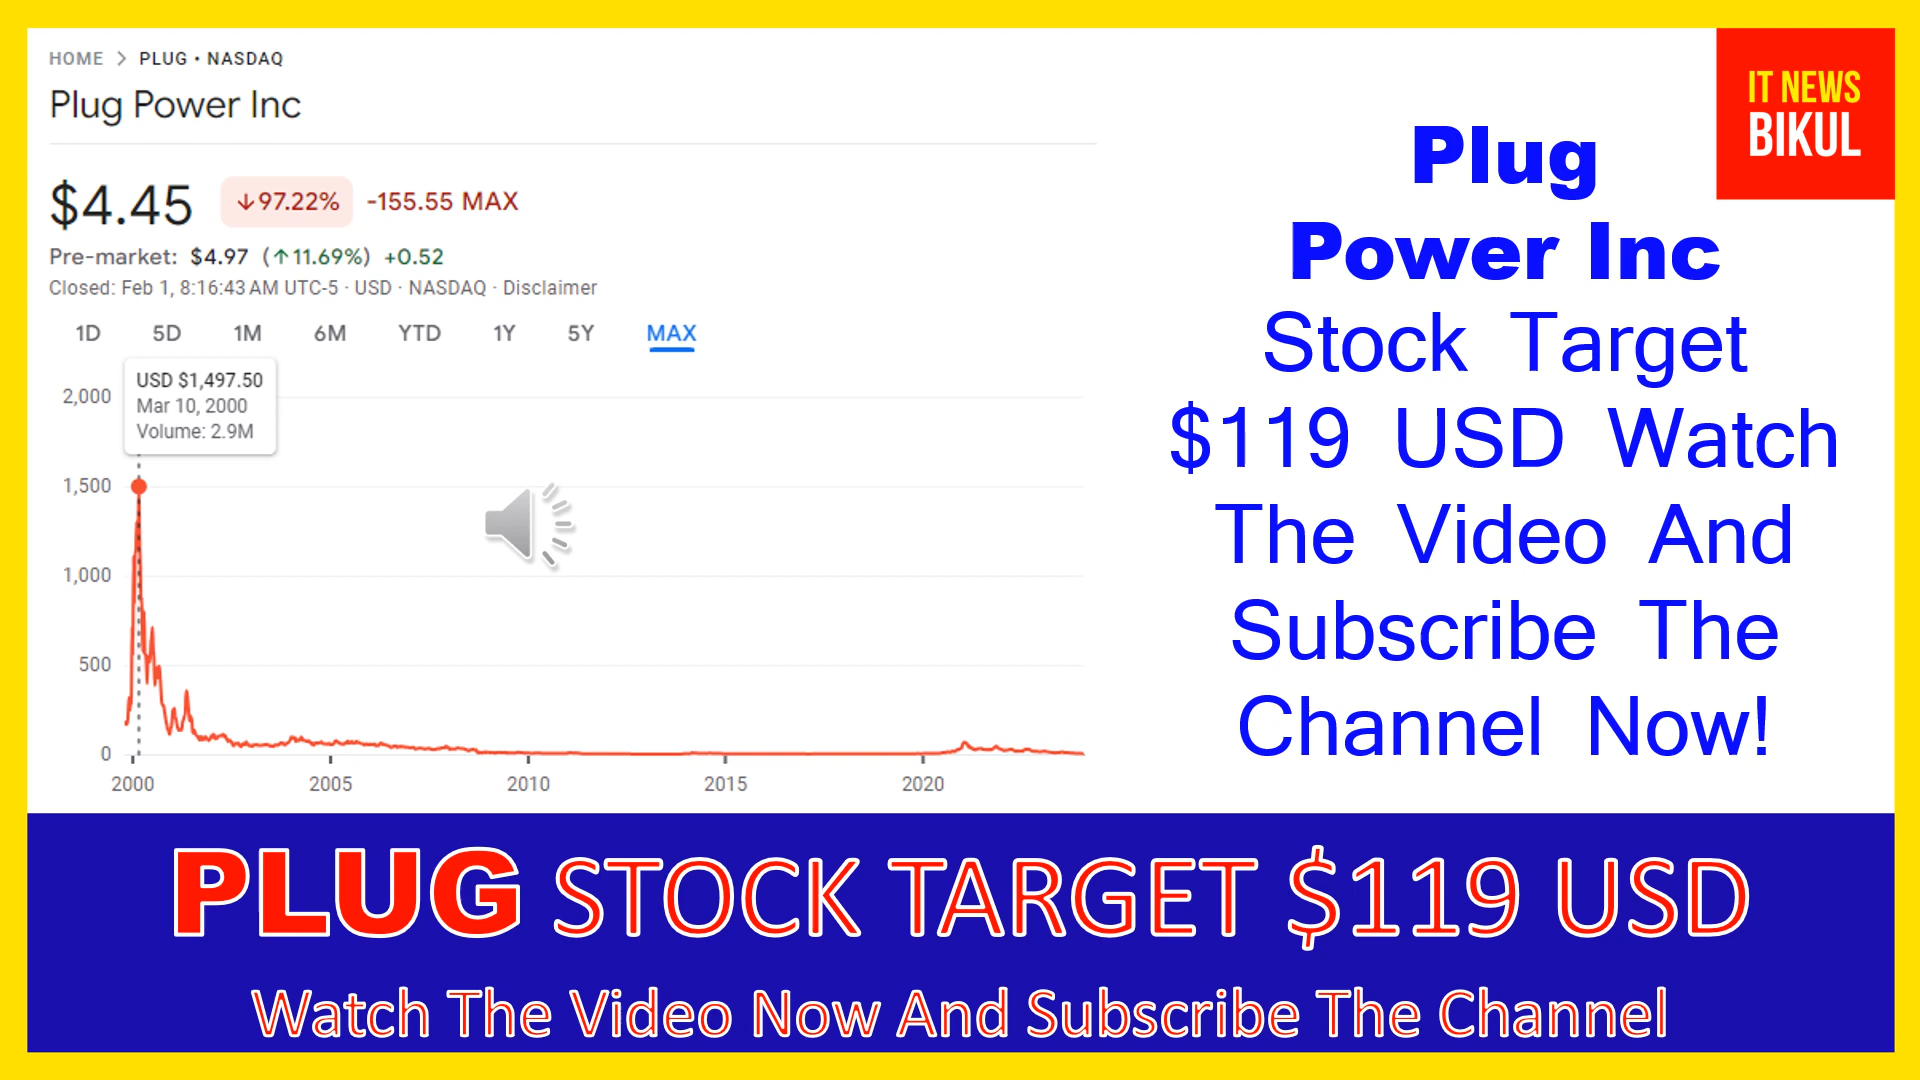 HOME > PLUG • NASDAQ
Plug Power Inc
$4.45 ↓97.22% -155.55 MAX
Pre-market: $4.97 (↑11.69%) +0.52
Closed: Feb 1, 8:16:43 AM UTC-5 · USD · NASDAQ · Disclaimer
1D 5D 1M 6M YTD 1Y 5Y MAX
USD $1,497.50
Mar 10, 2000
Volume: 2.9M
2,000
1,500
1,000
500
0
2000 2005 2010 2015 2020
IT NEWS
BIKUL
Plug
Power Inc
Stock Target
$119 USD Watch
The Video And
Subscribe The
Channel Now!
PLUG STOCK TARGET $119 USD
Watch The Video Now And Subscribe The Channel